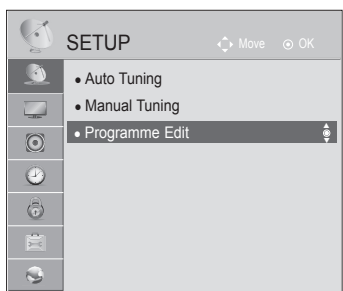 SETUP
Move OK
• Auto Tuning
• Manual Tuning
• Programme Edit